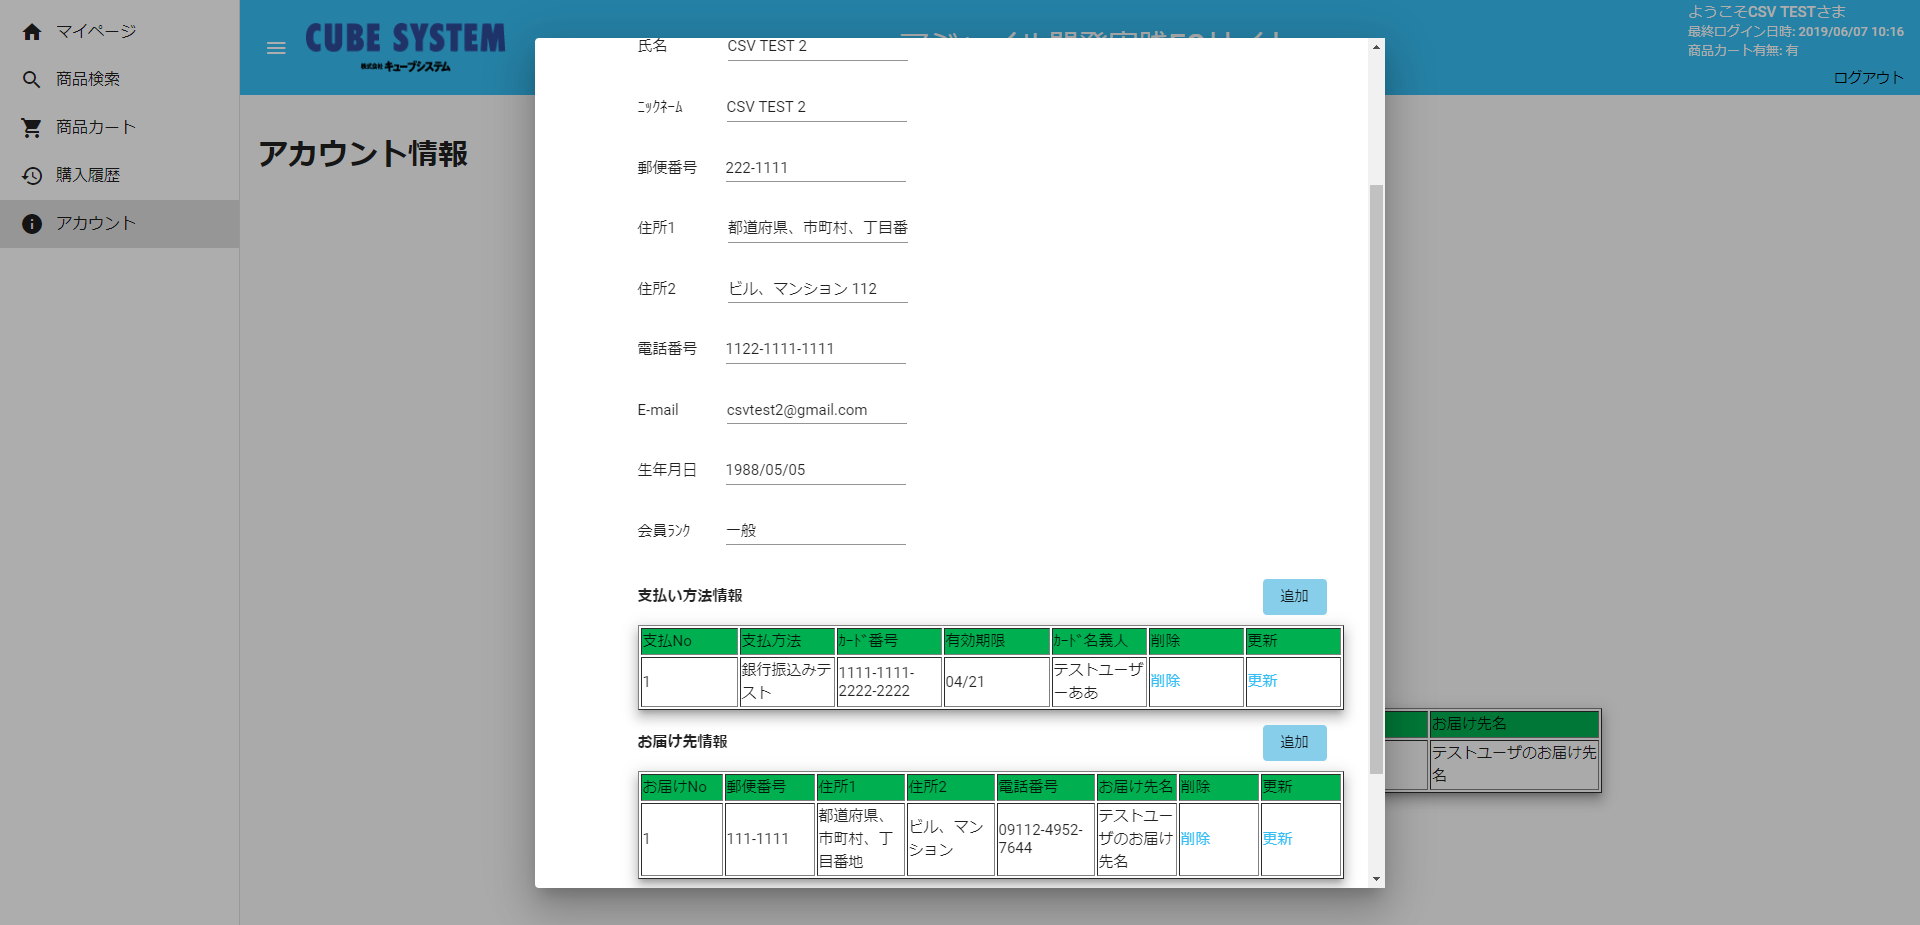 マイページ
商品検索
商品カート
購入履歴
アカウント
CUBE SYSTEM
株式会社 キューブシステム
ようこそCSV TESTさま
最終ログイン日時: 2019/06/07 10:16
商品カート有無: 有
ログアウト
アカウント情報
氏名 CSV TEST 2
ﾆｯｸﾈｰﾑ CSV TEST 2
郵便番号 222-1111
住所1 都道府県、市町村、丁目番
住所2 ビル、マンション 112
電話番号 1122-1111-1111
E-mail csvtest2@gmail.com
生年月日 1988/05/05
会員ﾗﾝｸ 一般
支払い方法情報 追加
支払No 支払方法 ｶｰﾄﾞ番号 有効期限 ｶｰﾄﾞ名義人 削除 更新
1 銀行振込みテスト 1111-1111-2222-2222 04/21 テストユーザーああ 削除 更新
お届け先情報 追加
お届けNo 郵便番号 住所1 住所2 電話番号 お届け先名 削除 更新
1 111-1111 都道府県、市町村、丁目番地 ビル、マンション 09112-4952-7644 テストユーザのお届け先名 削除 更新
お届け先名
テストユーザのお届け先
名